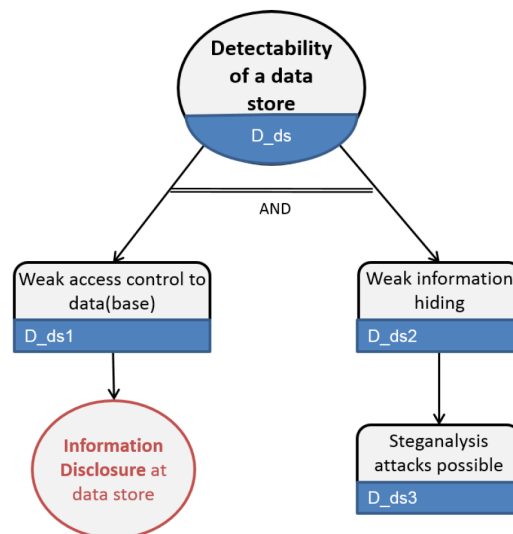 Detectability
of a data
store
D_ds
AND
Weak access control to
data(base)
D_ds1
Weak information
hiding
D_ds2
Information
Disclosure at
data store
Steganalysis
attacks possible
D_ds3